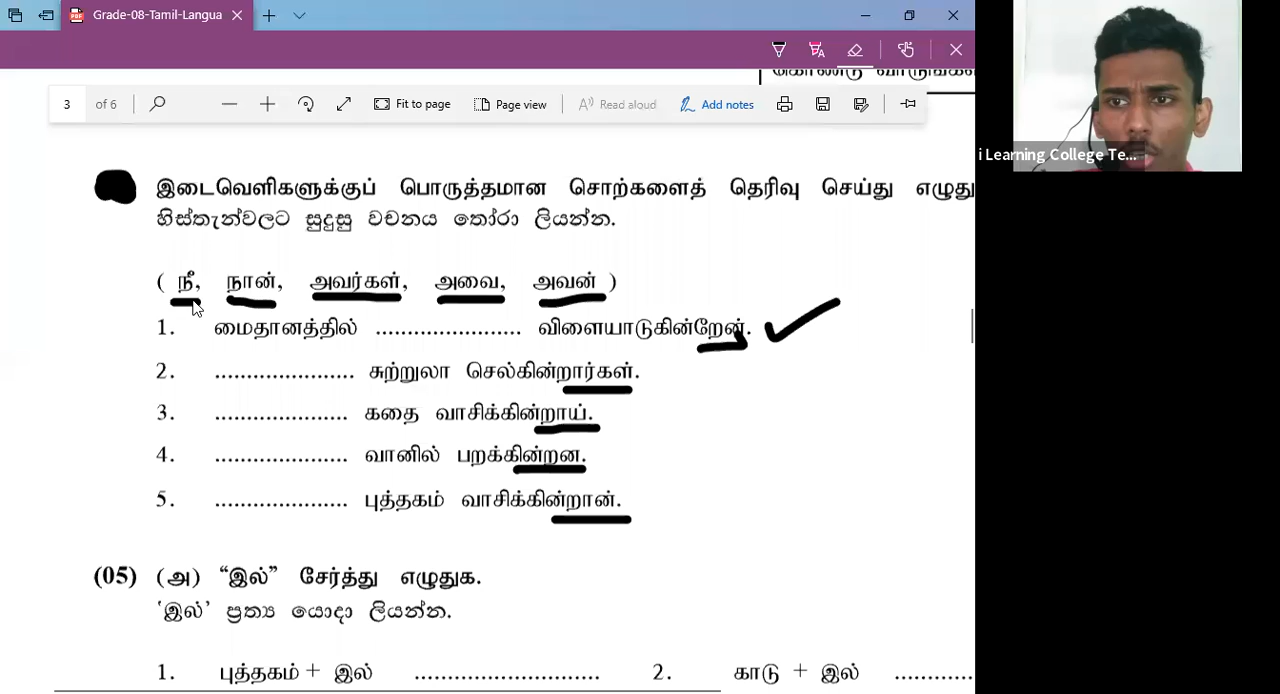 Grade-08-Tamil-Langua
3 of 6 Fit to page Page view Read aloud Add notes
i Learning College Te...
இடைவெளிகளுக்குப் பொருத்தமான சொற்களைத் தெரிவு செய்து எழுது
හිස්තැන්වලට සුදුසු වචනය තෝරා ලියන්න.
( நீ, நான், அவர்கள், அவை, அவன் )
1. மைதானத்தில் ...................... விளையாடுகின்றேன்.
2. ..................... சுற்றுலா செல்கின்றார்கள்.
3. .................... கதை வாசிக்கின்றாய்.
4. .................... வானில் பறக்கின்றன.
5. .................... புத்தகம் வாசிக்கின்றான்.
(05) (அ) “இல்” சேர்த்து எழுதுக.
‘இல்’ ප්‍රත්‍ය යොදා ලියන්න.
1. புத்தகம் + இல் ............................ 2. காடு + இல் ............